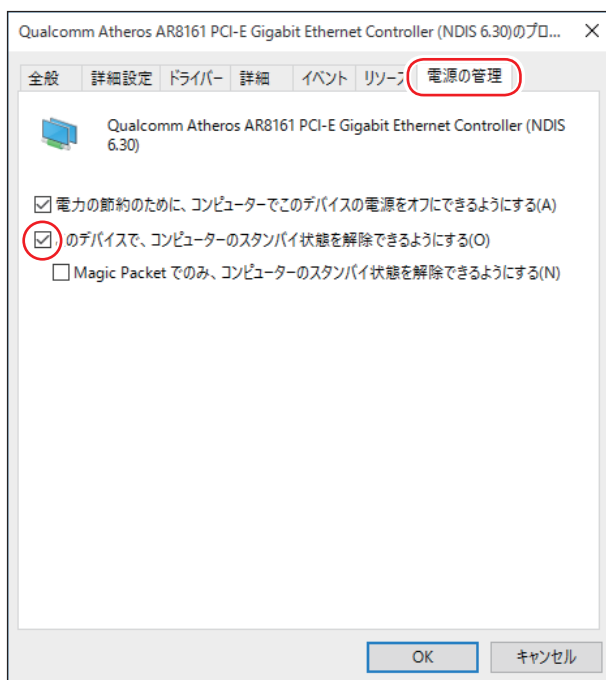 Qualcomm Atheros AR8161 PCI-E Gigabit Ethernet Controller (NDIS 6.30)のプロ...
全般 詳細設定 ドライバー 詳細 イベント リソース 電源の管理
Qualcomm Atheros AR8161 PCI-E Gigabit Ethernet Controller (NDIS
6.30)
電力の節約のために、コンピューターでこのデバイスの電源をオフにできるようにする(A)
のデバイスで、コンピューターのスタンバイ状態を解除できるようにする(O)
Magic Packet でのみ、コンピューターのスタンバイ状態を解除できるようにする(N)
OK キャンセル